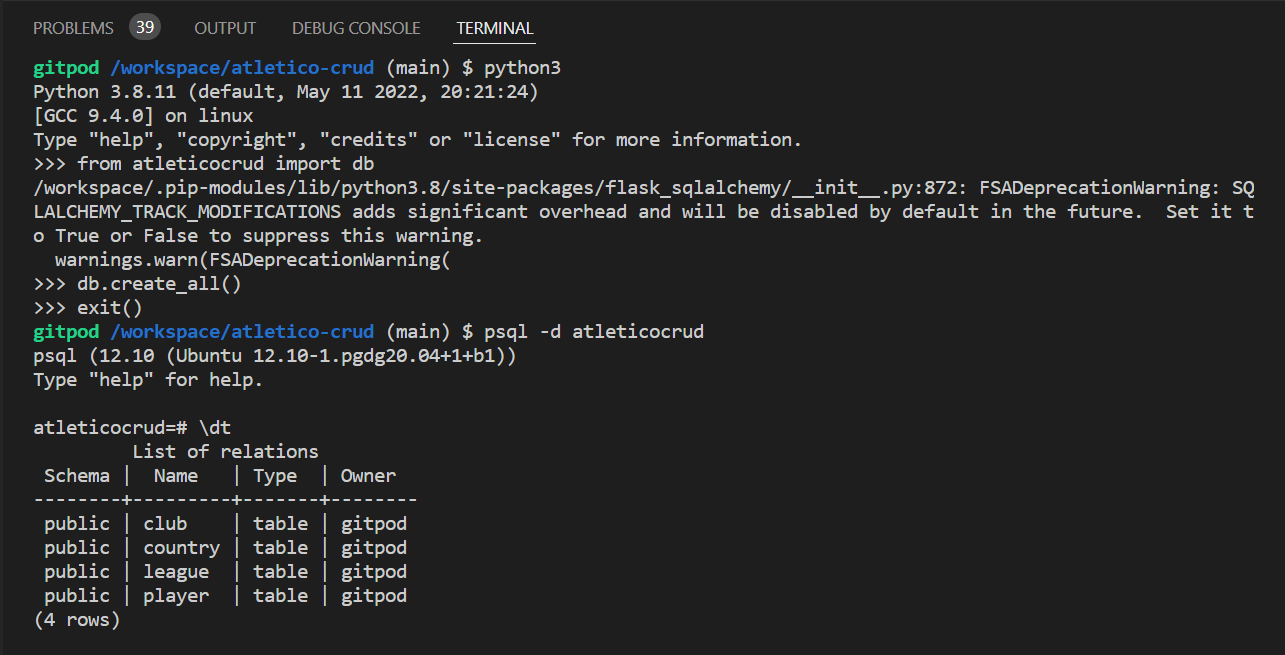 PROBLEMS 39 OUTPUT DEBUG CONSOLE TERMINAL
gitpod /workspace/atletico-crud (main) $ python3
Python 3.8.11 (default, May 11 2022, 20:21:24)
[GCC 9.4.0] on linux
Type "help", "copyright", "credits" or "license" for more information.
>>> from atleticocrud import db
/workspace/.pip-modules/lib/python3.8/site-packages/flask_sqlalchemy/__init__.py:872: FSADeprecationWarning: SQ
LALCHEMY_TRACK_MODIFICATIONS adds significant overhead and will be disabled by default in the future.  Set it t
o True or False to suppress this warning.
  warnings.warn(FSADeprecationWarning(
>>> db.create_all()
>>> exit()
gitpod /workspace/atletico-crud (main) $ psql -d atleticocrud
psql (12.10 (Ubuntu 12.10-1.pgdg20.04+1+b1))
Type "help" for help.

atleticocrud=# \dt
         List of relations
 Schema |  Name   | Type  | Owner
--------+---------+-------+--------
 public | club    | table | gitpod
 public | country | table | gitpod
 public | league  | table | gitpod
 public | player  | table | gitpod
(4 rows)